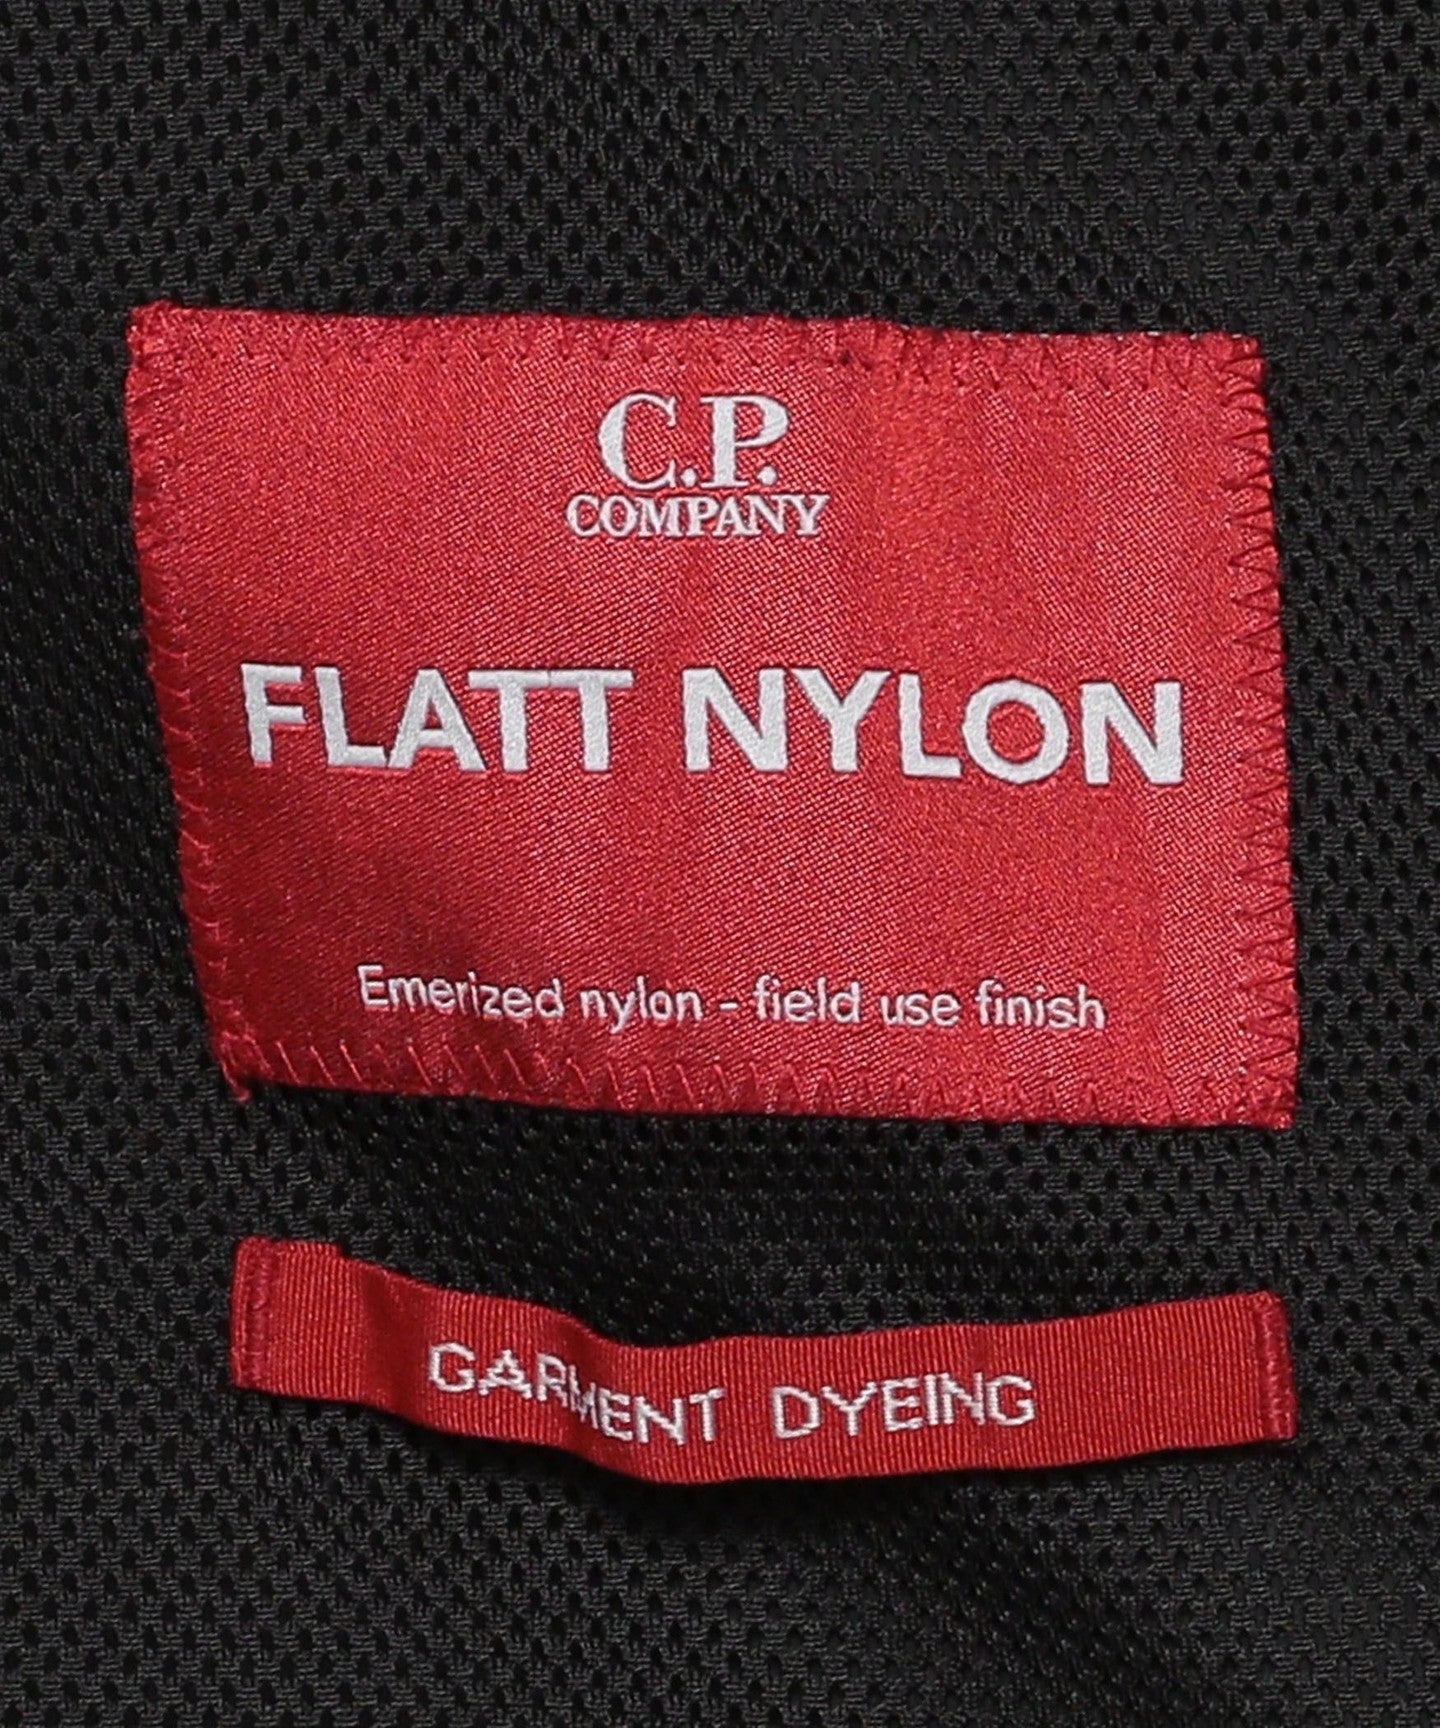 C.P.
COMPANY
FLATT NYLON
Emerized nylon - field use finish
GARMENT DYEING